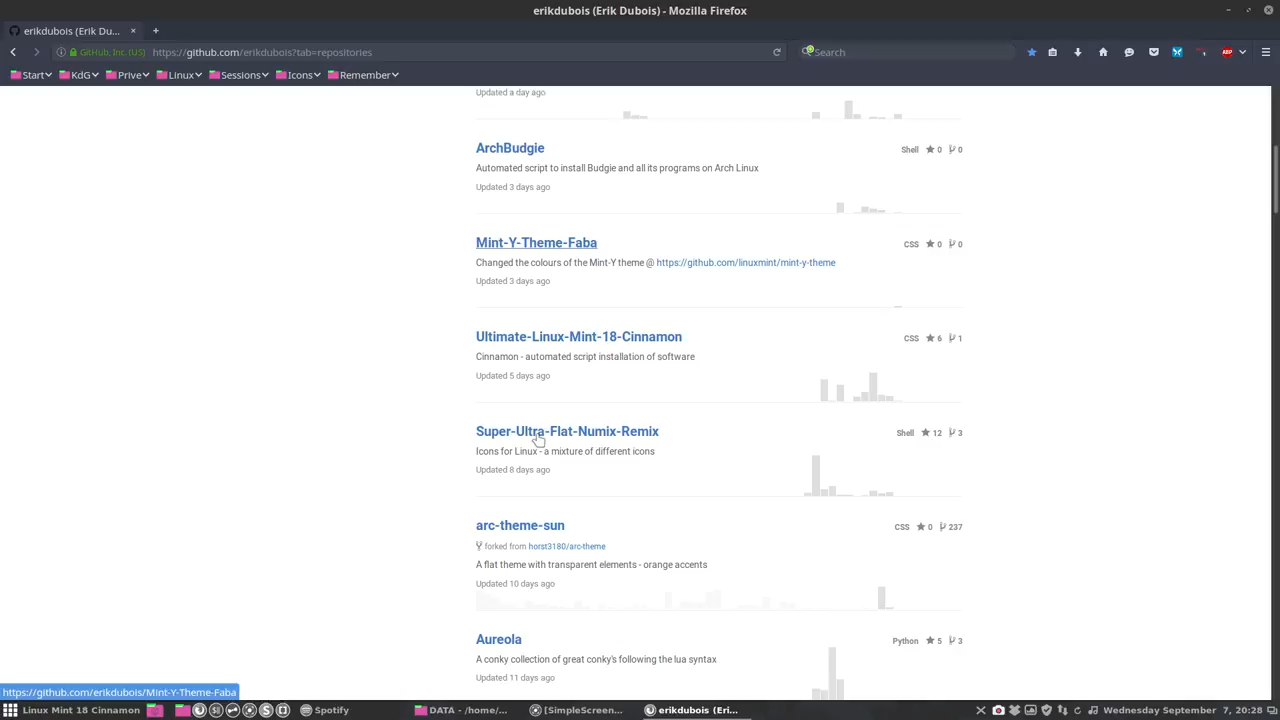 erikdubois (Erik Dubois) - Mozilla Firefox
erikdubois (Erik Du...
GitHub, Inc. (US)
https://github.com/erikdubois?tab=repositories
Search
ABP
Start
KdG
Prive
Linux
Sessions
Icons
Remember
Updated a day ago
ArchBudgie
Shell 0 0
Automated script to install Budgie and all its programs on Arch Linux
Updated 3 days ago
Mint-Y-Theme-Faba
CSS 0 0
Changed the colours of the Mint-Y theme @ https://github.com/linuxmint/mint-y-theme
Updated 3 days ago
Ultimate-Linux-Mint-18-Cinnamon
CSS 6 1
Cinnamon - automated script installation of software
Updated 5 days ago
Super-Ultra-Flat-Numix-Remix
Shell 12 3
Icons for Linux - a mixture of different icons
Updated 8 days ago
arc-theme-sun
CSS 0 237
forked from horst3180/arc-theme
A flat theme with transparent elements - orange accents
Updated 10 days ago
Aureola
Python 5 3
A conky collection of great conky's following the lua syntax
Updated 11 days ago
https://github.com/erikdubois/Mint-Y-Theme-Faba
Linux Mint 18 Cinnamon
Spotify
DATA - /home/...
[SimpleScreen...
erikdubois (Eri...
Wednesday September 7, 20:28